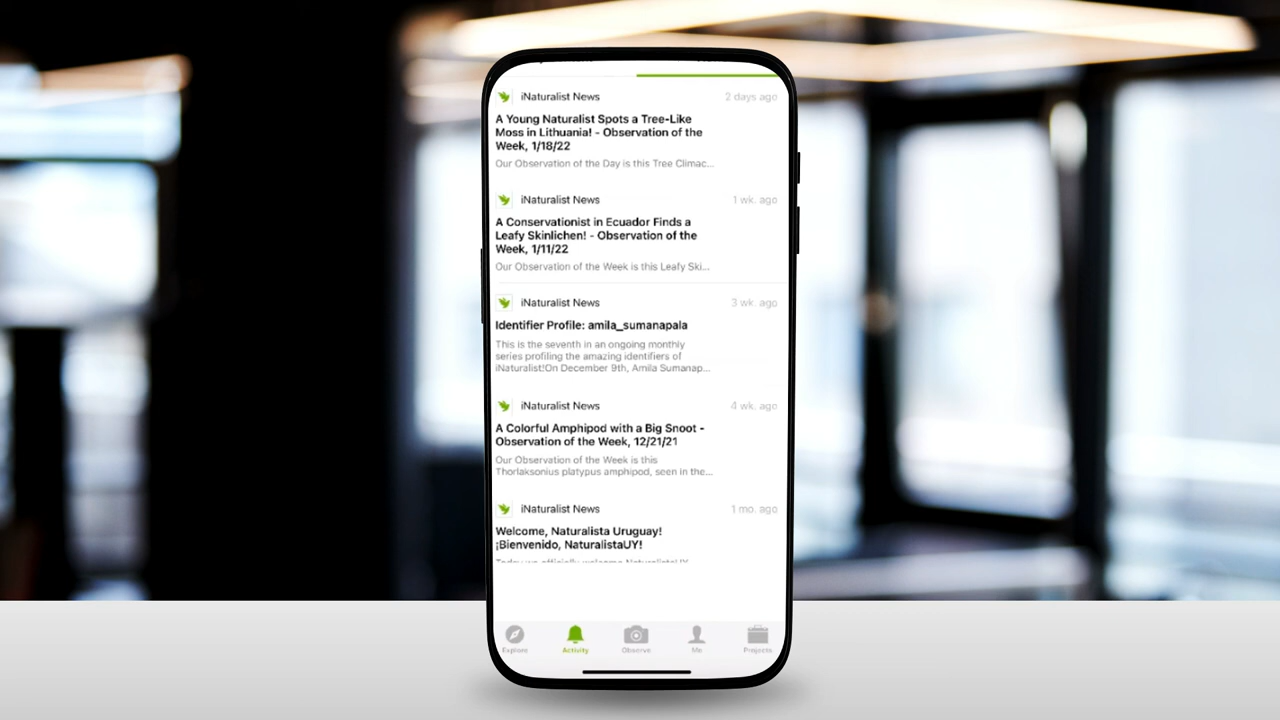 iNaturalist News 2 days ago
A Young Naturalist Spots a Tree-Like
Moss in Lithuania! - Observation of the
Week, 1/18/22
Our Observation of the Day is this Tree Climac...
iNaturalist News 1 wk. ago
A Conservationist in Ecuador Finds a
Leafy Skinlichen! - Observation of the
Week, 1/11/22
Our Observation of the Week is this Leafy Ski...
iNaturalist News 3 wk. ago
Identifier Profile: amila_sumanapala
This is the seventh in an ongoing monthly
series profiling the amazing identifiers of
iNaturalist!On December 9th, Amila Sumanap...
iNaturalist News 4 wk. ago
A Colorful Amphipod with a Big Snoot -
Observation of the Week, 12/21/21
Our Observation of the Week is this
Thorlaksonius platypus amphipod, seen in the...
iNaturalist News 1 mo. ago
Welcome, Naturalista Uruguay!
¡Bienvenido, NaturalistaUY!
Today we officially welcome NaturalistaUY
Explore Activity Observe Me Projects